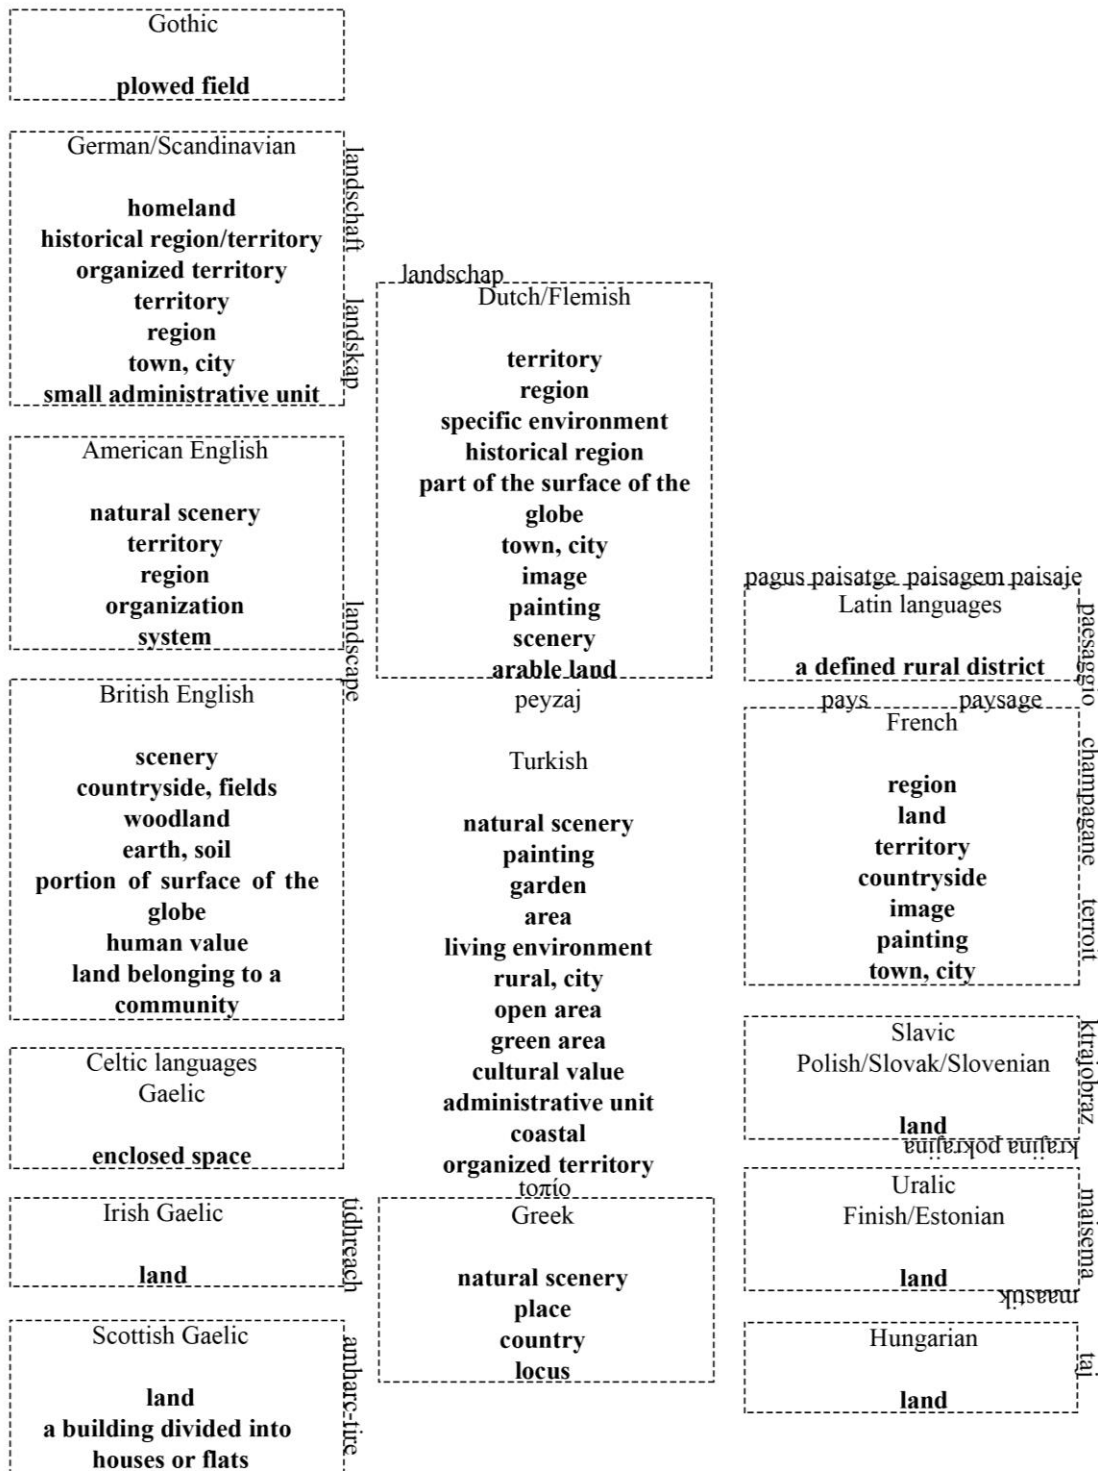 Gothic
plowed field
German/Scandinavian
homeland
historical region/territory
organized territory
territory
region
town, city
small administrative unit
landschaft
landskap
American English
natural scenery
territory
region
organization
system
landscape
British English
scenery
countryside, fields
woodland
earth, soil
portion of surface of the
globe
human value
land belonging to a
community
Celtic languages
Gaelic
enclosed space
Irish Gaelic
land
tidhreach
Scottish Gaelic
land
a building divided into
houses or flats
amharc-tire
landschap
Dutch/Flemish
territory
region
specific environment
historical region
part of the surface of the
globe
town, city
image
painting
scenery
arable land
peyzaj
Turkish
natural scenery
painting
garden
area
living environment
rural, city
open area
green area
cultural value
administrative unit
coastal
organized territory
τοπίο
Greek
natural scenery
place
country
locus
pagus paisatge paisagem paisaje
Latin languages
a defined rural district
paesaggio
pays paysage
French
region
land
territory
countryside
image
painting
town, city
champagane
terroit
Slavic
Polish/Slovak/Slovenian
land
ktrajobraz
krajina pokrajina
Uralic
Finish/Estonian
land
maisema
maastik
Hungarian
land
taj